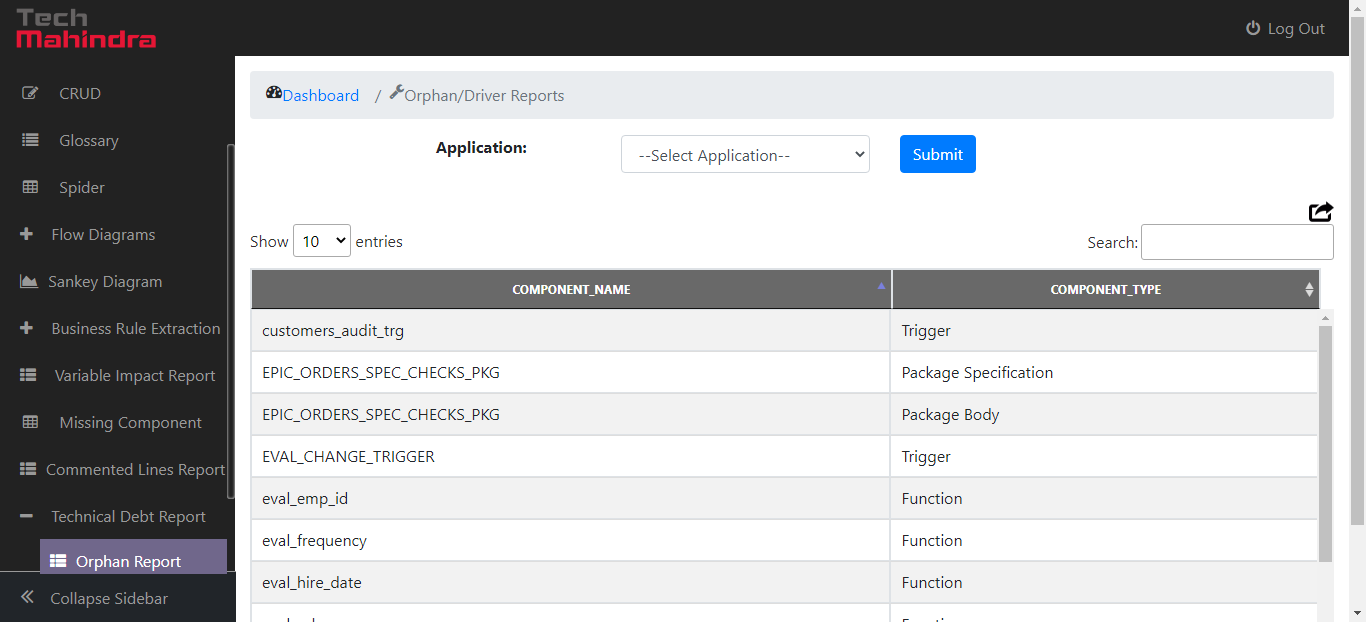 Tech
Mahindra
Log Out
CRUD
Glossary
Spider
Flow Diagrams
Sankey Diagram
Business Rule Extraction
Variable Impact Report
Missing Component
Commented Lines Report
Technical Debt Report
Orphan Report
Collapse Sidebar
Dashboard / Orphan/Driver Reports
Application: --Select Application-- Submit
Show 10 entries Search:
COMPONENT_NAME COMPONENT_TYPE
customers_audit_trg Trigger
EPIC_ORDERS_SPEC_CHECKS_PKG Package Specification
EPIC_ORDERS_SPEC_CHECKS_PKG Package Body
EVAL_CHANGE_TRIGGER Trigger
eval_emp_id Function
eval_frequency Function
eval_hire_date Function